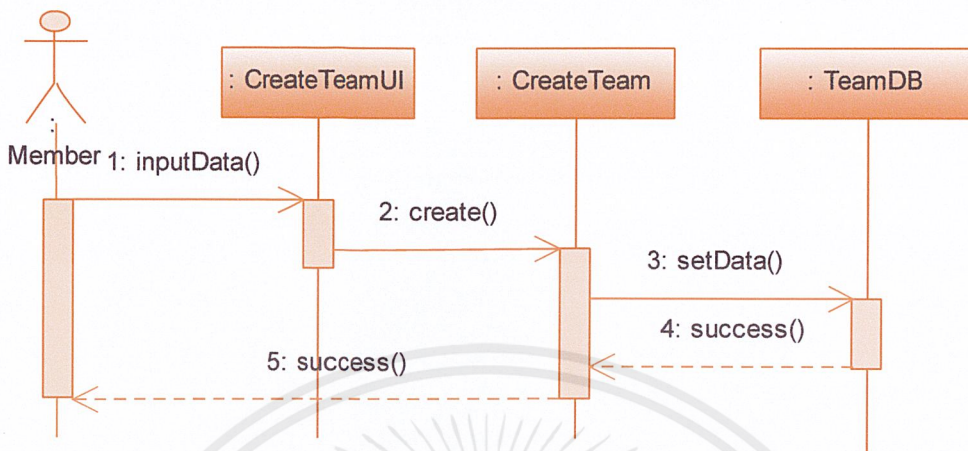 : CreateTeamUI
: CreateTeam
: TeamDB
:
Member
1: inputData()
2: create()
3: setData()
4: success()
5: success()